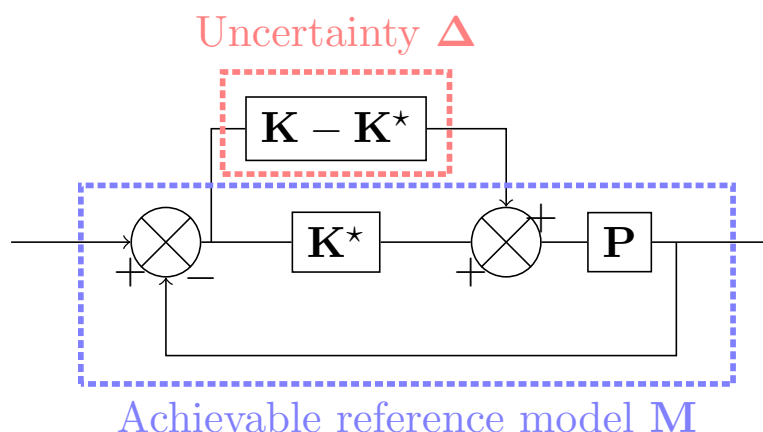 Uncertainty Δ
K − K⋆
+
K⋆
P
+ −
+
Achievable reference model M